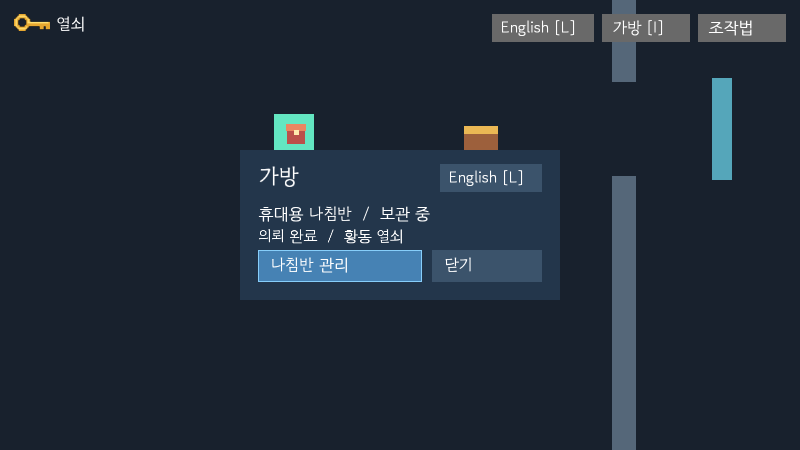 열쇠
English [L]
가방 [I]
조작법
가방
English [L]
휴대용 나침반 / 보관 중
의뢰 완료 / 황동 열쇠
나침반 관리
닫기